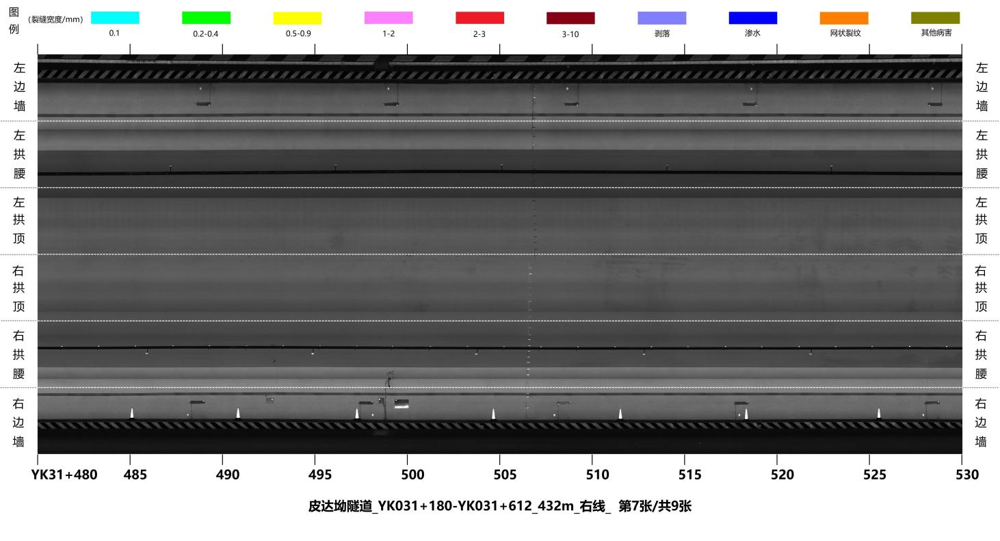 图例 (裂缝宽度/mm)
0.1 0.2-0.4 0.5-0.9 1-2 2-3 3-10 剥落 渗水 网状裂纹 其他病害
左边墙 左边墙
左拱腰 左拱腰
左拱顶 左拱顶
右拱顶 右拱顶
右拱腰 右拱腰
右边墙 右边墙
YK31+480 485 490 495 500 505 510 515 520 525 530
皮达坳隧道_YK031+180-YK031+612_432m_右线_ 第7张/共9张